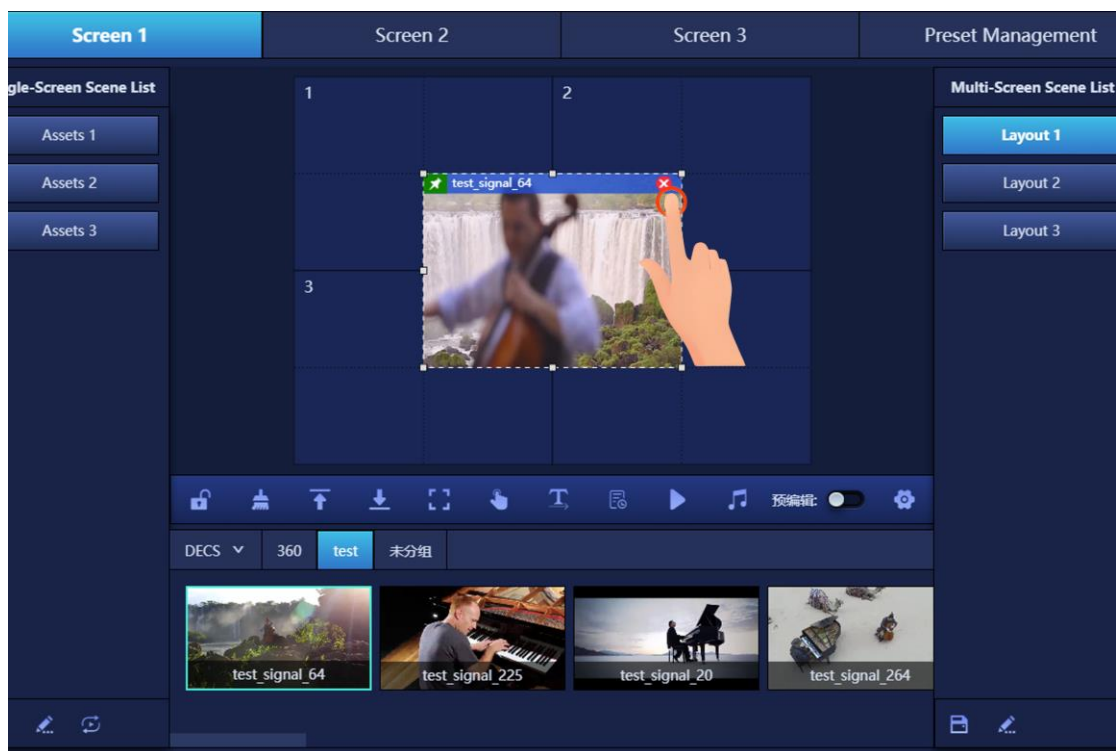 Screen 1
Screen 2
Screen 3
Preset Management
gle-Screen Scene List
Multi-Screen Scene List
Assets 1
Assets 2
Assets 3
1
2
3
test_signal_64
Layout 1
Layout 2
Layout 3
预编辑:
DECS
360
test
未分组
test_signal_64
test_signal_225
test_signal_20
test_signal_264